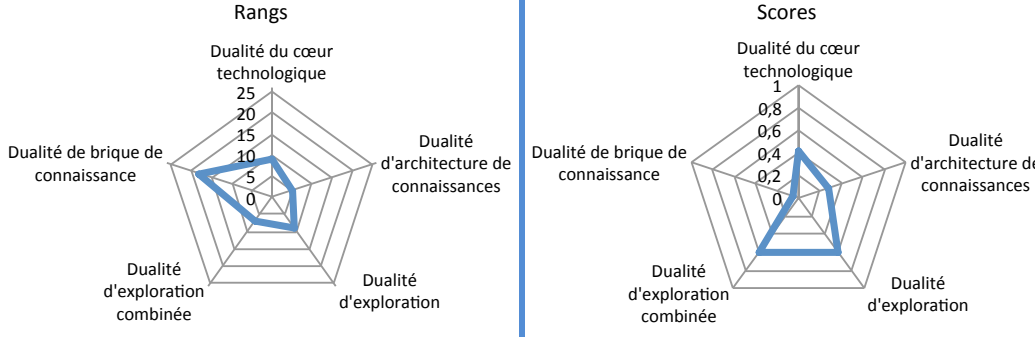 Rangs
Dualité du cœur
technologique
25
20
15
10
5
0
Dualité
d'architecture de
connaissances
Dualité
d'exploration
Dualité
d'exploration
combinée
Dualité de brique de
connaissance
Scores
Dualité du cœur
technologique
1
0,8
0,6
0,4
0,2
0
Dualité
d'architecture de
connaissances
Dualité
d'exploration
Dualité
d'exploration
combinée
Dualité de brique de
connaissance